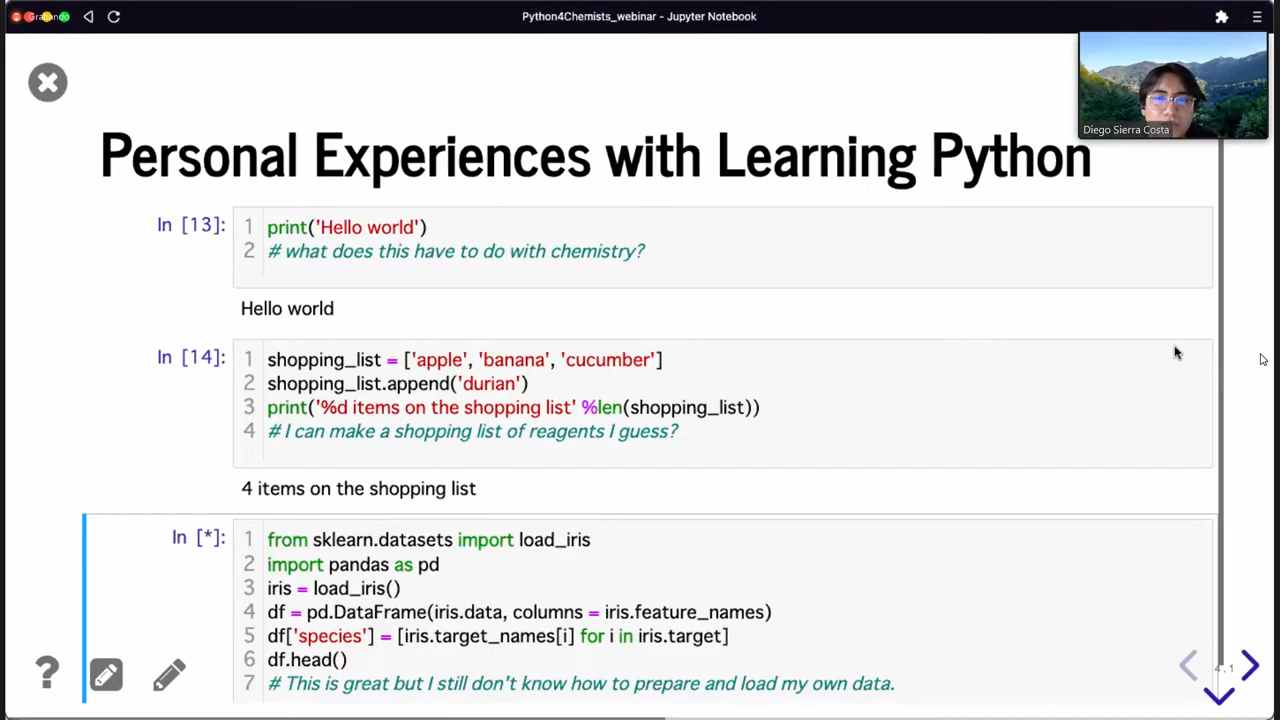 Grabando
Python4Chemists_webinar - Jupyter Notebook
Diego Sierra Costa
Personal Experiences with Learning Python
In [13]:
1 print('Hello world')
2 # what does this have to do with chemistry?
Hello world
In [14]:
1 shopping_list = ['apple', 'banana', 'cucumber']
2 shopping_list.append('durian')
3 print('%d items on the shopping list' %len(shopping_list))
4 # I can make a shopping list of reagents I guess?
4 items on the shopping list
In [*]:
1 from sklearn.datasets import load_iris
2 import pandas as pd
3 iris = load_iris()
4 df = pd.DataFrame(iris.data, columns = iris.feature_names)
5 df['species'] = [iris.target_names[i] for i in iris.target]
6 df.head()
7 # This is great but I still don't know how to prepare and load my own data.